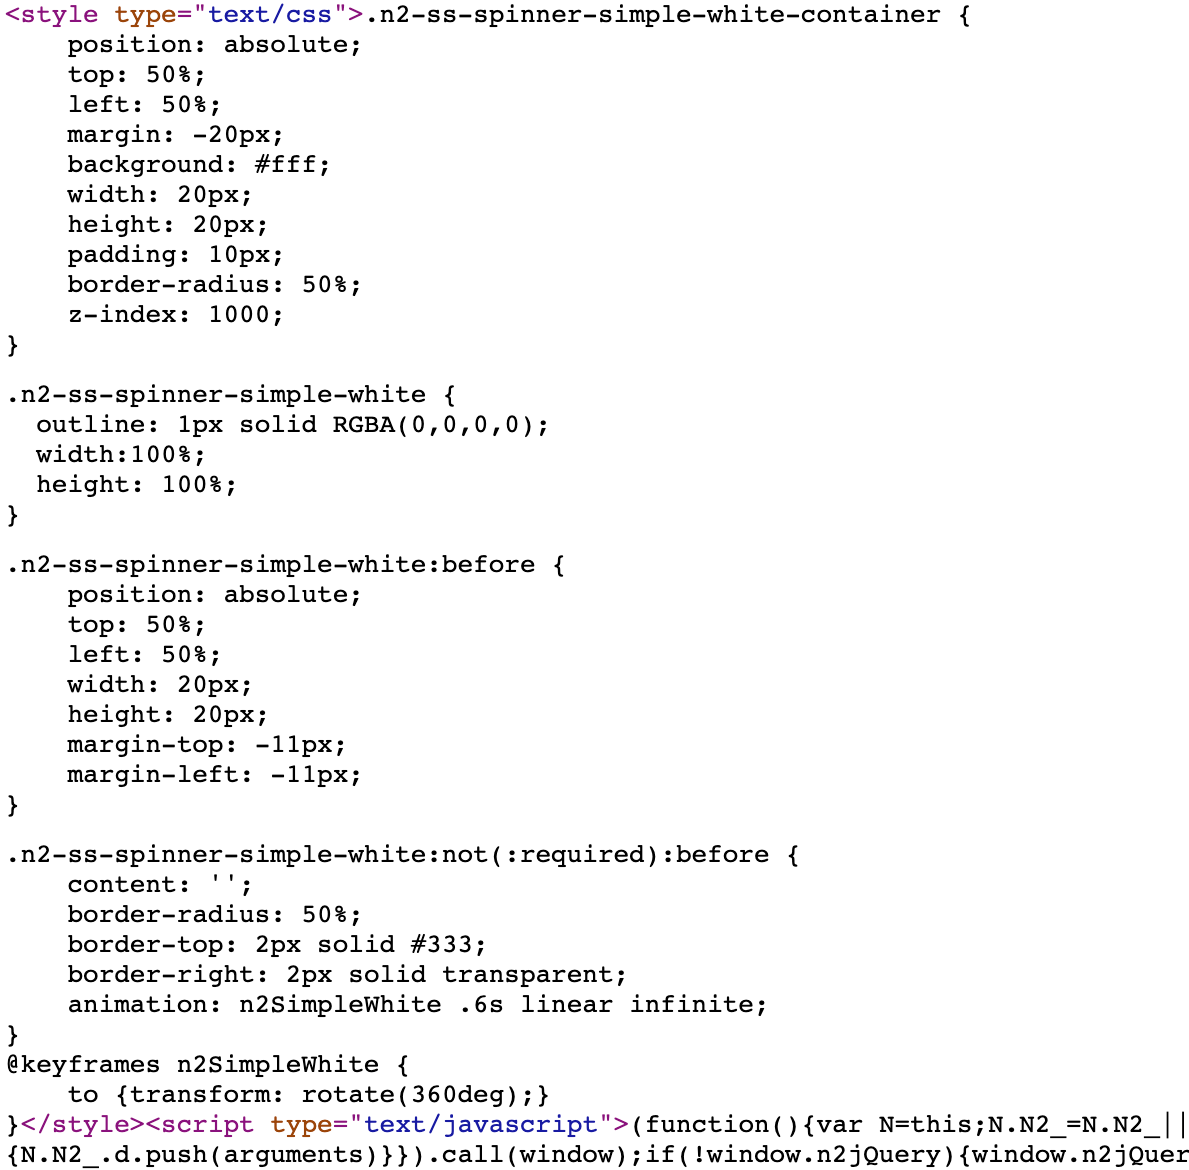 <style type="text/css">.n2-ss-spinner-simple-white-container {
    position: absolute;
    top: 50%;
    left: 50%;
    margin: -20px;
    background: #fff;
    width: 20px;
    height: 20px;
    padding: 10px;
    border-radius: 50%;
    z-index: 1000;
}
.n2-ss-spinner-simple-white {
  outline: 1px solid RGBA(0,0,0,0);
  width:100%;
  height: 100%;
}
.n2-ss-spinner-simple-white:before {
    position: absolute;
    top: 50%;
    left: 50%;
    width: 20px;
    height: 20px;
    margin-top: -11px;
    margin-left: -11px;
}
.n2-ss-spinner-simple-white:not(:required):before {
    content: '';
    border-radius: 50%;
    border-top: 2px solid #333;
    border-right: 2px solid transparent;
    animation: n2SimpleWhite .6s linear infinite;
}
@keyframes n2SimpleWhite {
    to {transform: rotate(360deg);}
}</style><script type="text/javascript">(function(){var N=this;N.N2_=N.N2_||
{N.N2_.d.push(arguments)}}).call(window);if(!window.n2jQuery){window.n2jQuer